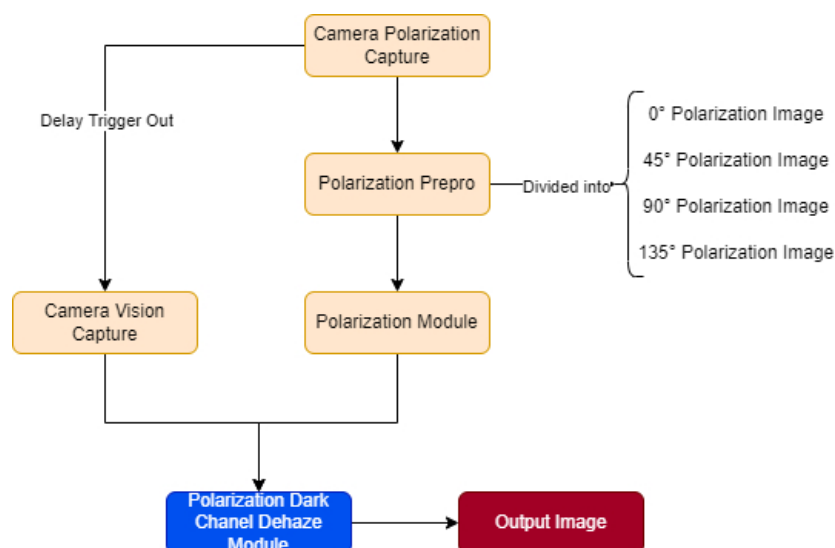 Camera Polarization
Capture
Delay Trigger Out
0° Polarization Image
45° Polarization Image
Polarization Prepro
Divided into
90° Polarization Image
135° Polarization Image
Camera Vision
Capture
Polarization Module
Polarization Dark
Chanel Dehaze
Module
Output Image